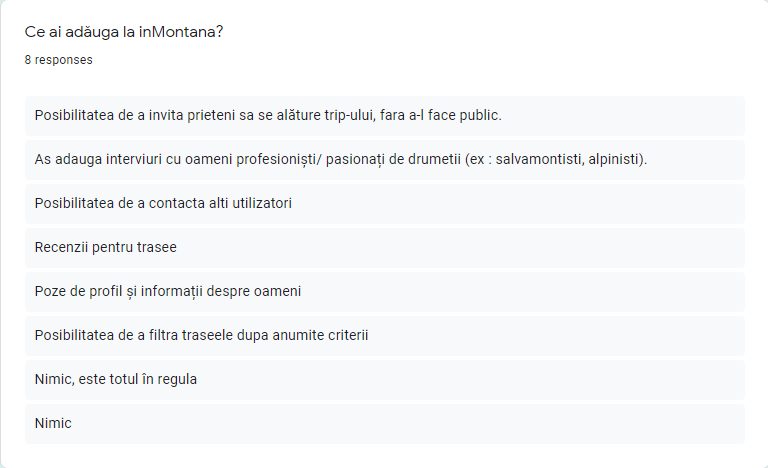 Ce ai adăuga la inMontana?
8 responses
Posibilitatea de a invita prieteni sa se alăture trip-ului, fara a-l face public.
As adauga interviuri cu oameni profesioniști/ pasionați de drumetii (ex : salvamontisti, alpinisti).
Posibilitatea de a contacta alti utilizatori
Recenzii pentru trasee
Poze de profil și informații despre oameni
Posibilitatea de a filtra traseele dupa anumite criterii
Nimic, este totul în regula
Nimic